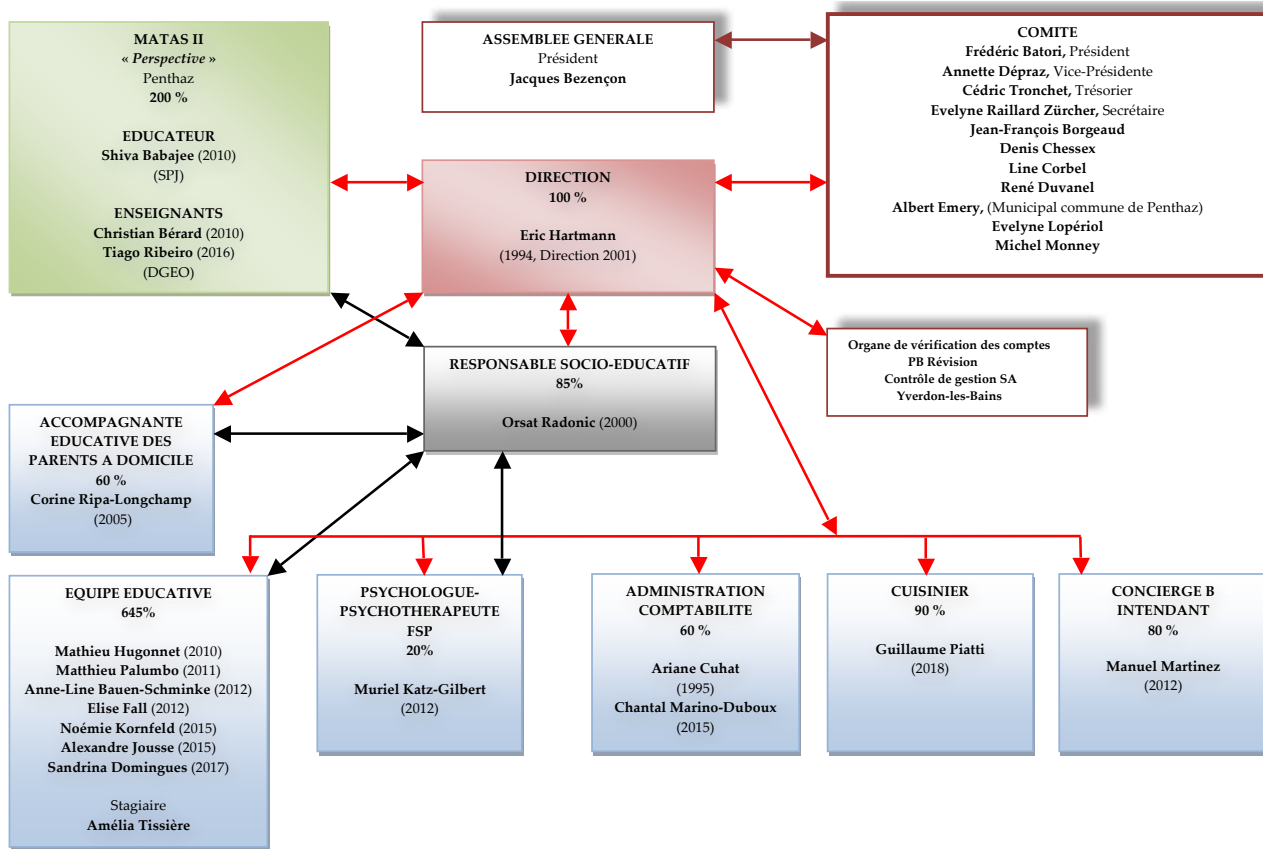 MATAS II
« Perspective »
Penthaz
200 %
EDUCATEUR
Shiva Babajee (2010)
(SPJ)
ENSEIGNANTS
Christian Bérard (2010)
Tiago Ribeiro (2016)
(DGEO)
ASSEMBLEE GENERALE
Président
Jacques Bezençon
COMITE
Frédéric Batori, Président
Annette Dépraz, Vice-Présidente
Cédric Tronchet, Trésorier
Evelyne Raillard Zürcher, Secrétaire
Jean-François Borgeaud
Denis Chessex
Line Corbel
René Duvanel
Albert Emery, (Municipal commune de Penthaz)
Evelyne Lopériol
Michel Monney
DIRECTION
100 %
Eric Hartmann
(1994, Direction 2001)
Organe de vérification des comptes
PB Révision
Contrôle de gestion SA
Yverdon-les-Bains
RESPONSABLE SOCIO-EDUCATIF
85%
Orsat Radonic (2000)
ACCOMPAGNANTE
EDUCATIVE DES
PARENTS A DOMICILE
60 %
Corine Ripa-Longchamp
(2005)
EQUIPE EDUCATIVE
645%
Mathieu Hugonnet (2010)
Matthieu Palumbo (2011)
Anne-Line Bauen-Schminke (2012)
Elise Fall (2012)
Noémie Kornfeld (2015)
Alexandre Jousse (2015)
Sandrina Domingues (2017)
Stagiaire
Amélia Tissière
PSYCHOLOGUE-
PSYCHOTHERAPEUTE
FSP
20%
Muriel Katz-Gilbert
(2012)
ADMINISTRATION
COMPTABILITE
60 %
Ariane Cuhat
(1995)
Chantal Marino-Duboux
(2015)
CUISINIER
90 %
Guillaume Piatti
(2018)
CONCIERGE B
INTENDANT
80 %
Manuel Martinez
(2012)